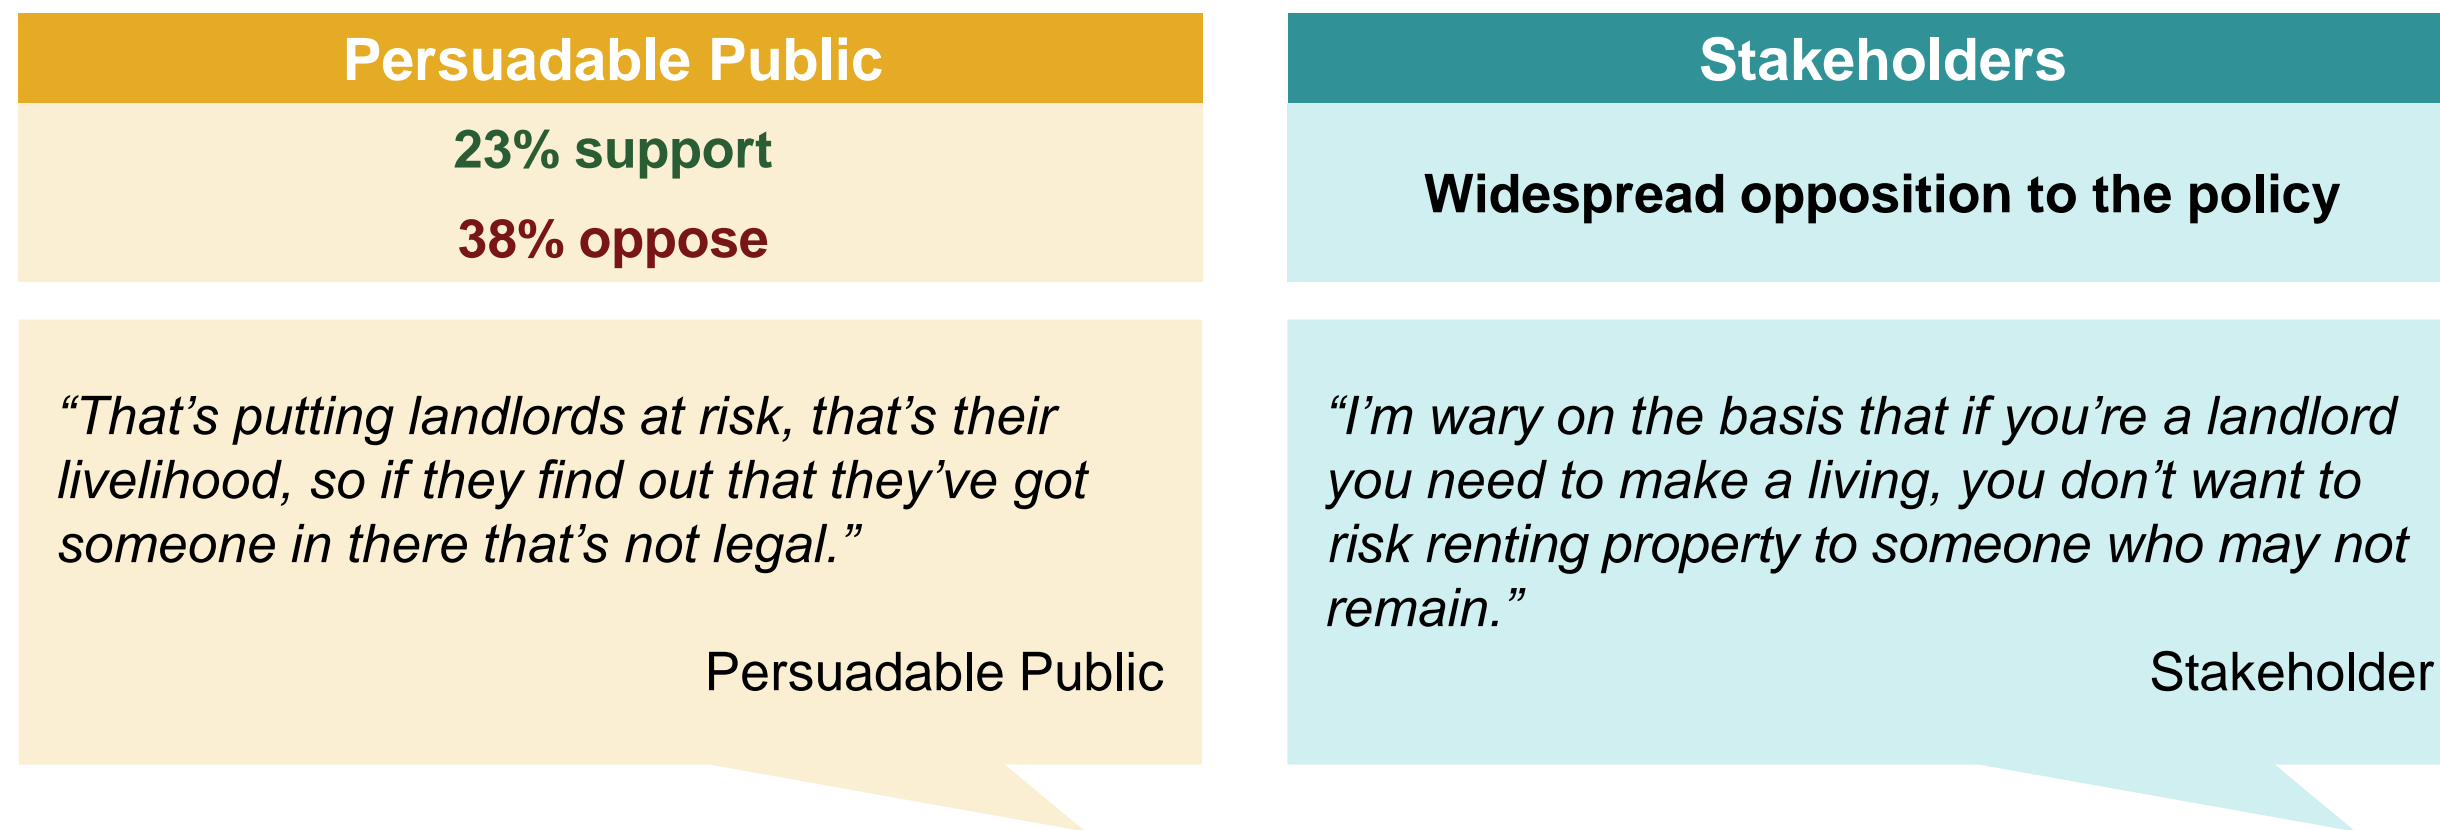 Persuadable Public
23% support
38% oppose
“That’s putting landlords at risk, that’s their
livelihood, so if they find out that they’ve got
someone in there that’s not legal.”
Persuadable Public
Stakeholders
Widespread opposition to the policy
“I’m wary on the basis that if you’re a landlord
you need to make a living, you don’t want to
risk renting property to someone who may not
remain.”
Stakeholder